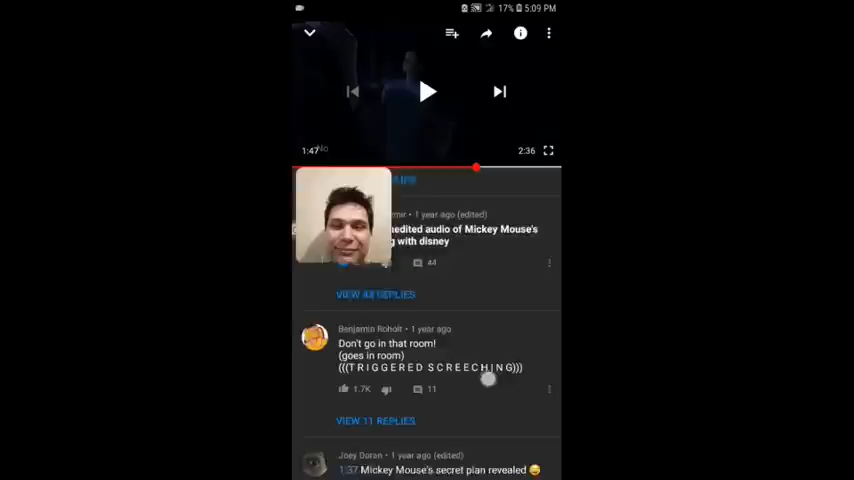 17% 5:09 PM
1:47 No
2:36
• 1 year ago (edited)
edited audio of Mickey Mouse's
with disney
44
VIEW REPLIES
Benjamin Roholt • 1 year ago
Don't go in that room!
(goes in room)
(((T R I G G E R E D S C R E E C H I N G)))
1.7K 11
VIEW 11 REPLIES
Joey Doran • 1 year ago (edited)
1:37 Mickey Mouse's secret plan revealed 😂